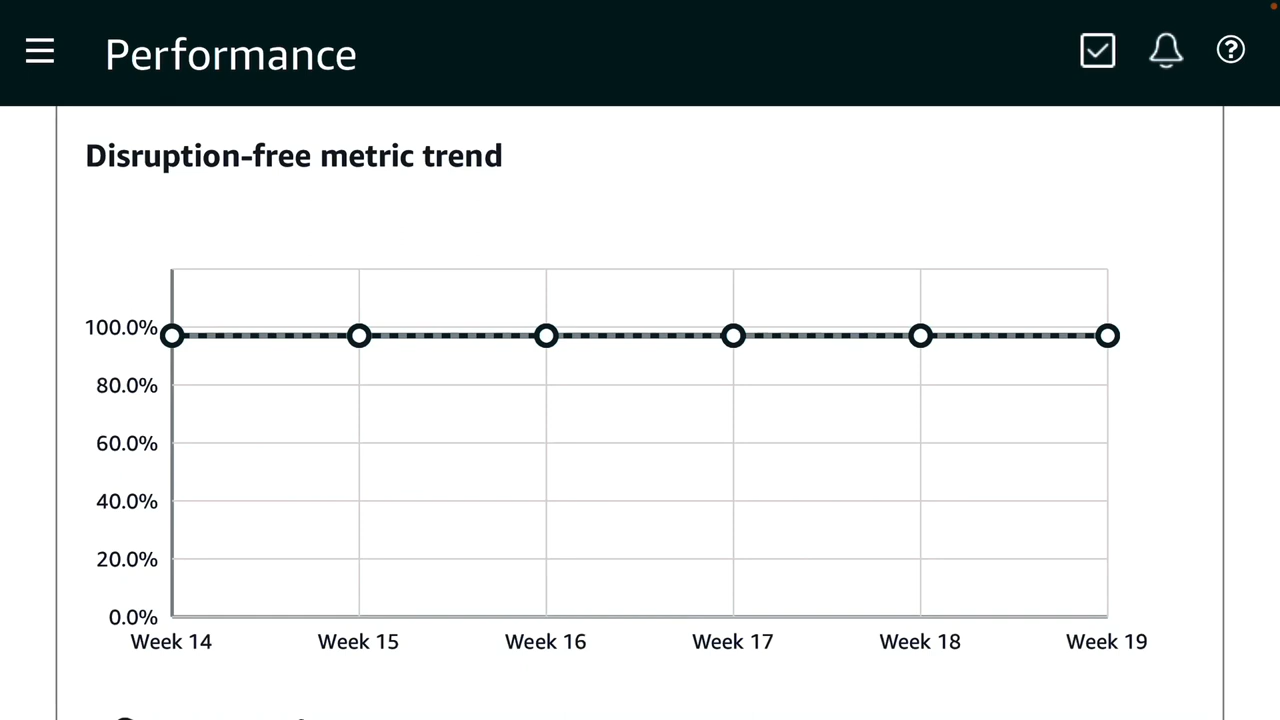 Performance
Disruption-free metric trend
100.0%
80.0%
60.0%
40.0%
20.0%
0.0%
Week 14 Week 15 Week 16 Week 17 Week 18 Week 19